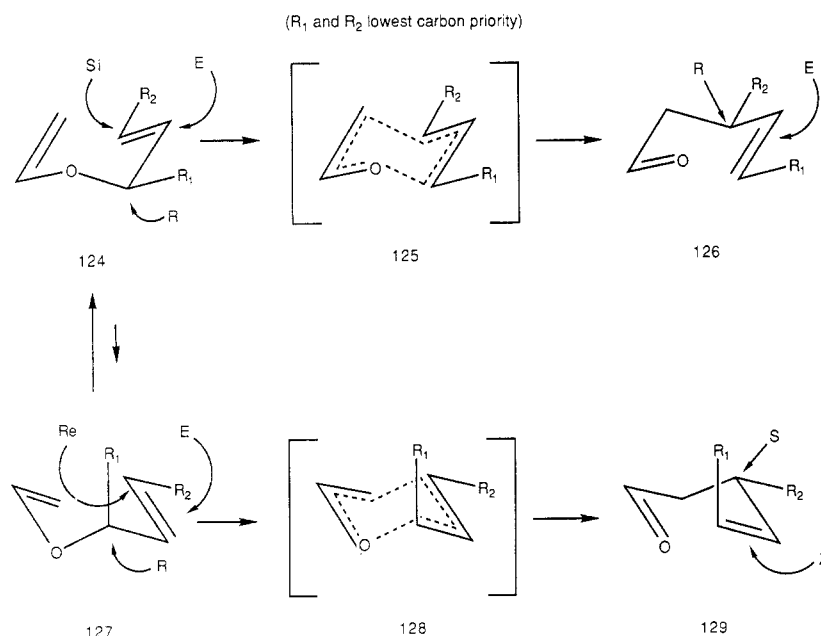 (R₁ and R₂ lowest carbon priority)
Si
E
R₂
O
R₁
R
124
R₂
O
R₁
125
R
R₂
E
O
R₁
126
Re
E
R₁
R₂
O
R
127
R₁
R₂
O
128
S
R₁
R₂
O
129